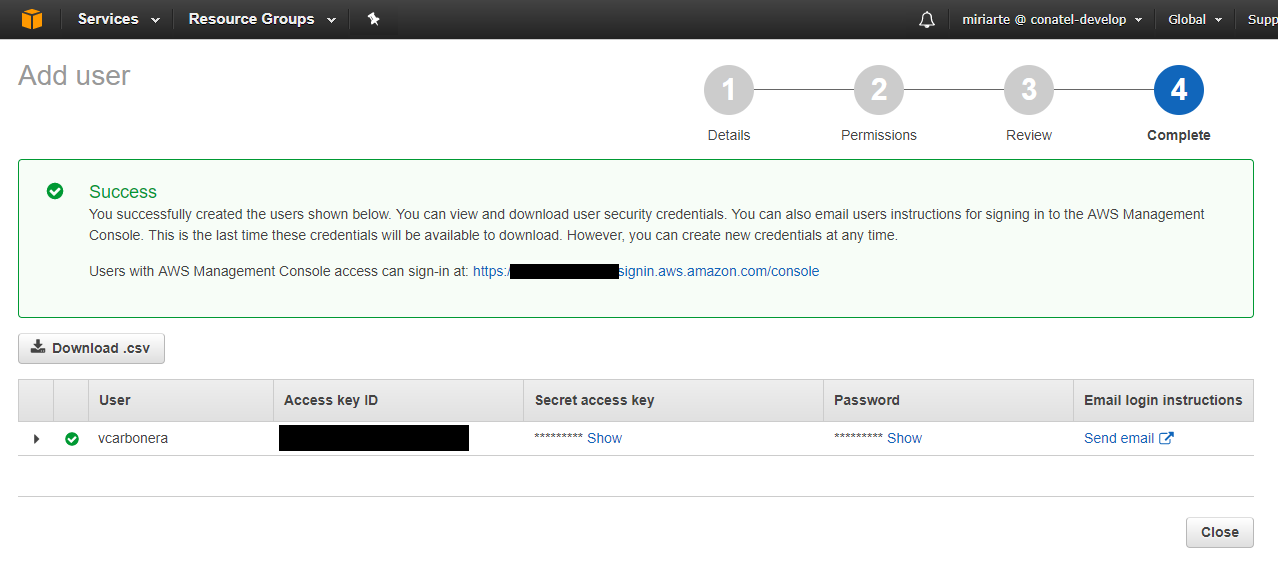 Services Resource Groups miriarte @ conatel-develop Global Supp
Add user
1 2 3 4
Details Permissions Review Complete
Success
You successfully created the users shown below. You can view and download user security credentials. You can also email users instructions for signing in to the AWS Management
Console. This is the last time these credentials will be available to download. However, you can create new credentials at any time.
Users with AWS Management Console access can sign-in at: https:/ signin.aws.amazon.com/console
Download .csv
User Access key ID Secret access key Password Email login instructions
vcarbonera ********* Show ********* Show Send email
Close